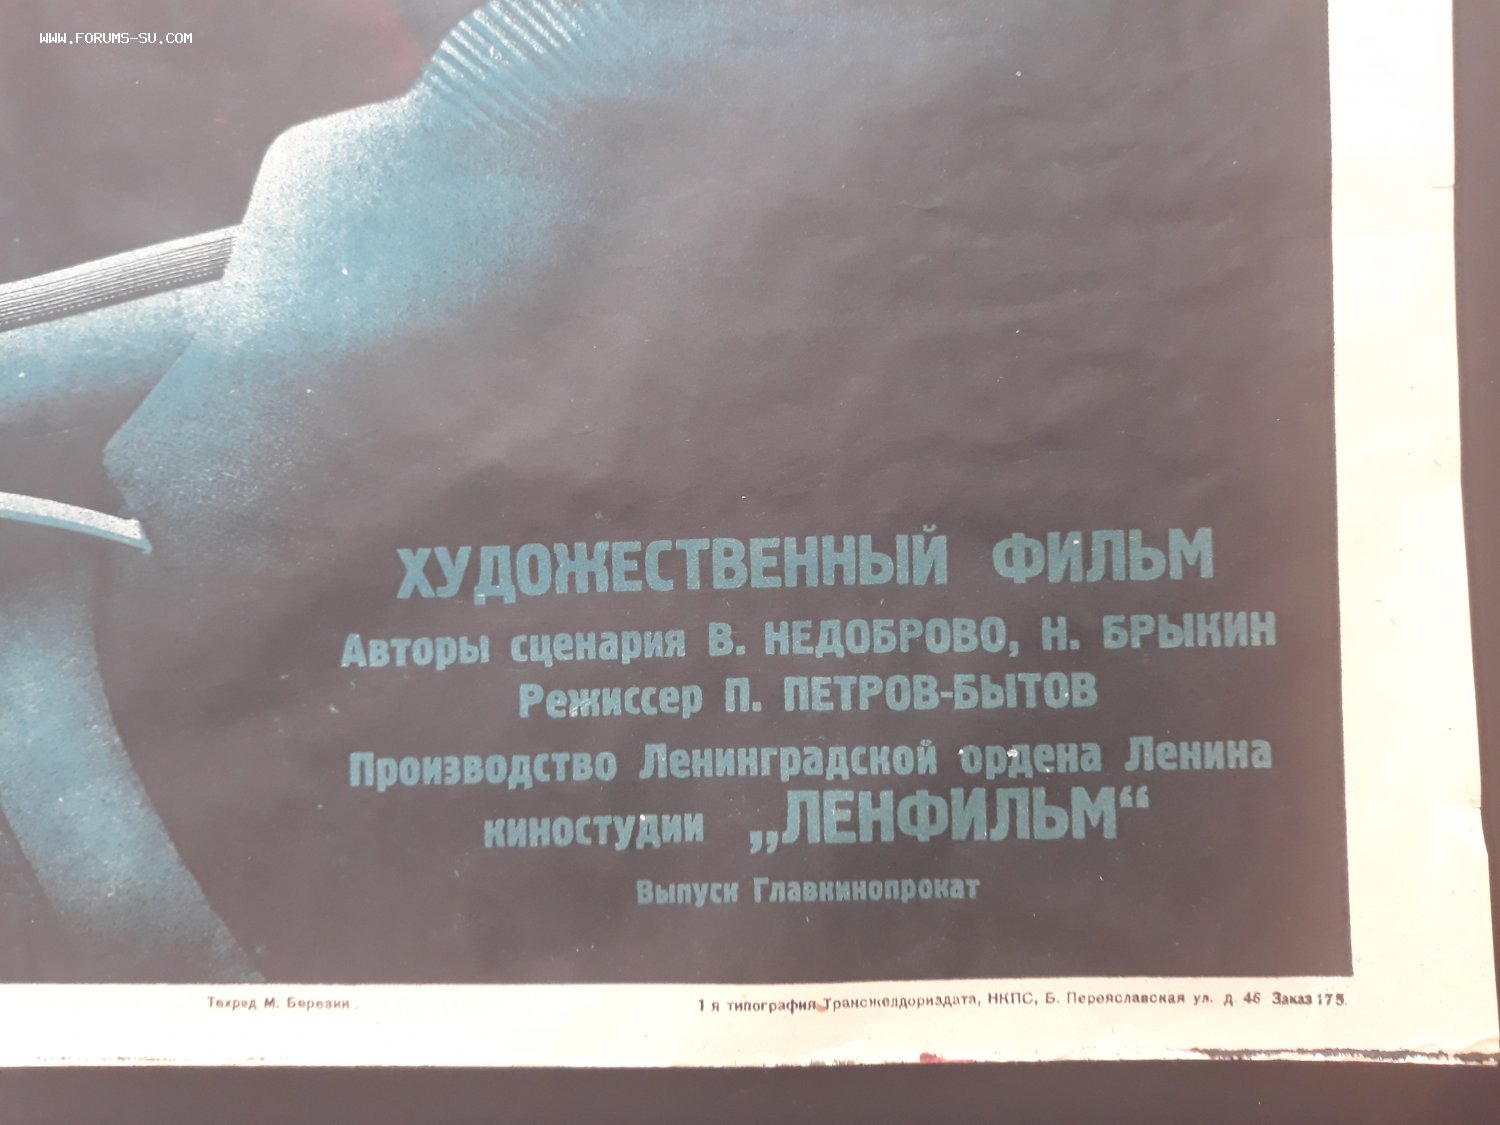 WWW.FORUMS-SU.COM
ХУДОЖЕСТВЕННЫЙ ФИЛЬМ
Авторы сценария В. НЕДОБРОВО, Н. БРЫКИН
Режиссер П. ПЕТРОВ-БЫТОВ
Производство Ленинградской ордена Ленина
киностудии „ЛЕНФИЛЬМ“
Выпуск Главкинопрокат
Техред М. Березин
1 я типография Трансжелдориздата, НКПС, Б. Переяславская ул. д. 46 Заказ 175.